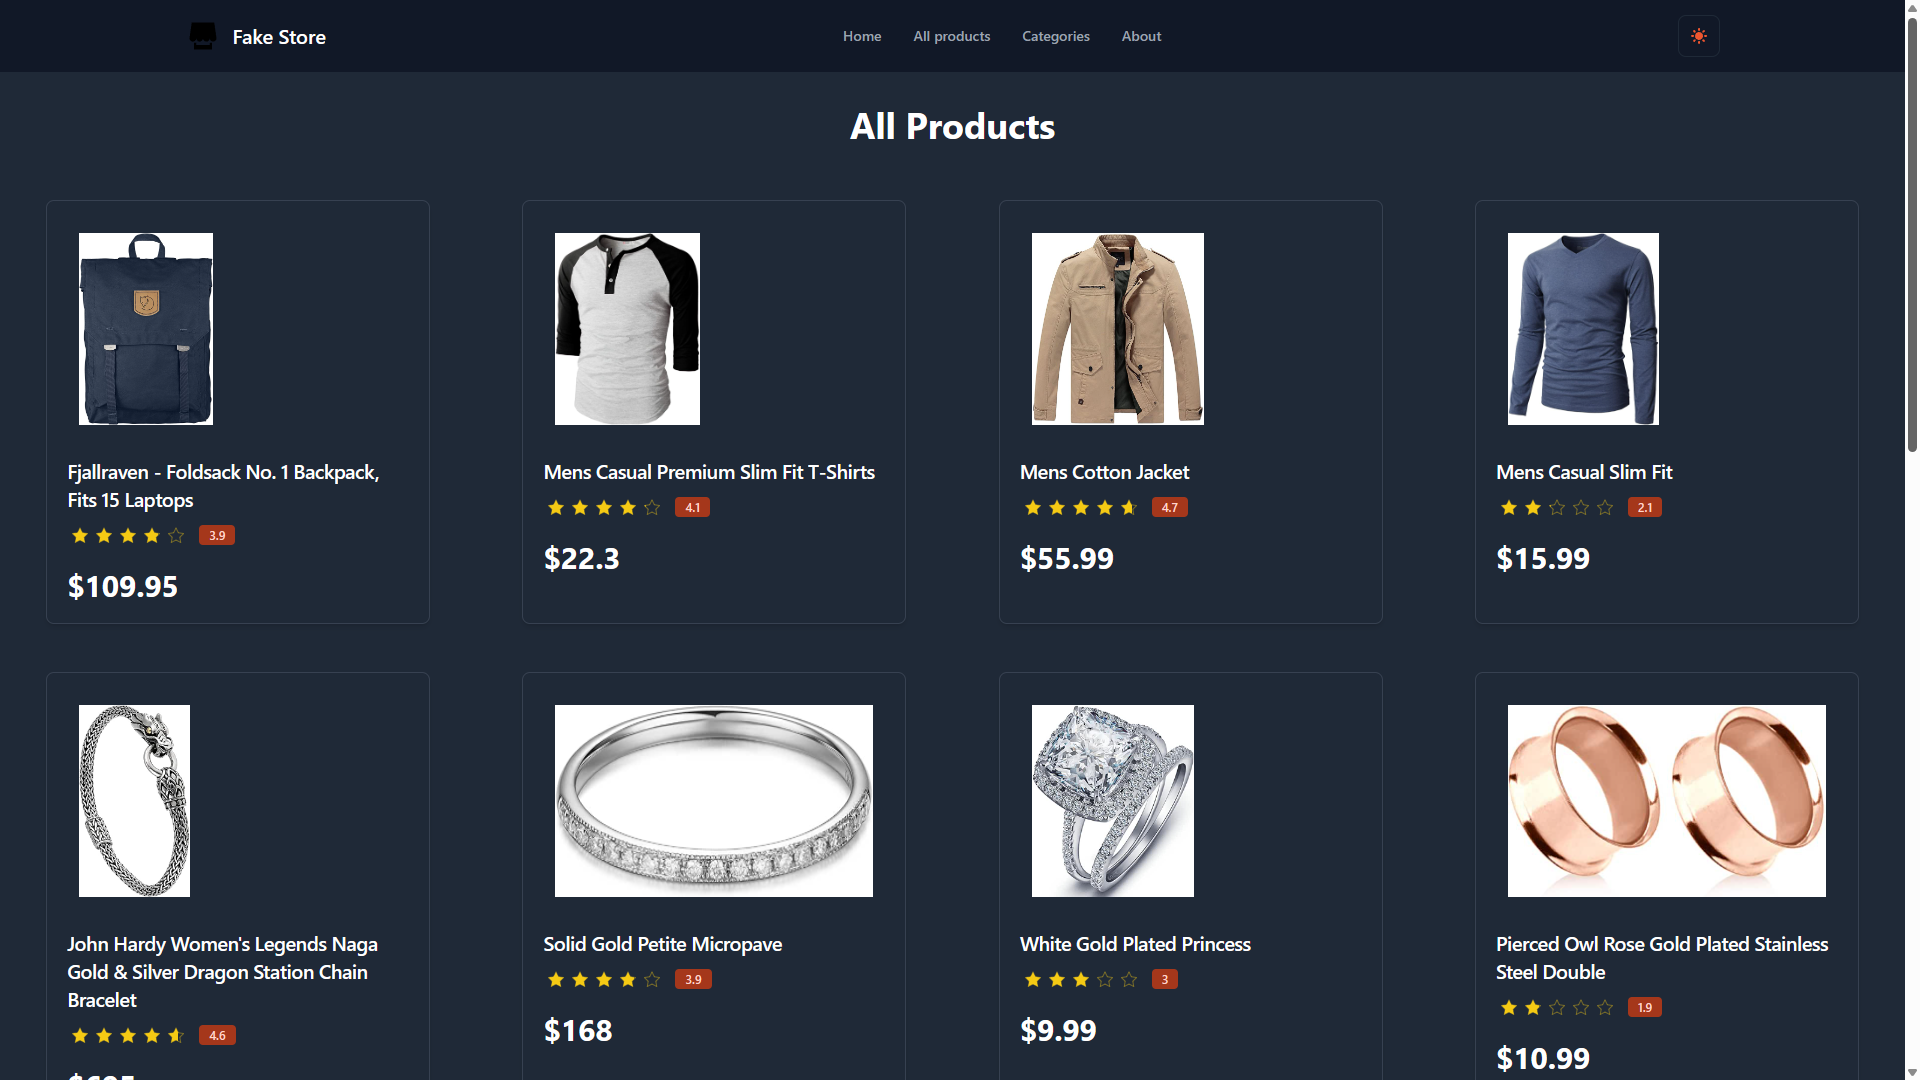 Fake Store
Home
All products
Categories
About
All Products
Fjallraven - Foldsack No. 1 Backpack,
Fits 15 Laptops
3.9
$109.95
Mens Casual Premium Slim Fit T-Shirts
4.1
$22.3
Mens Cotton Jacket
4.7
$55.99
Mens Casual Slim Fit
2.1
$15.99
John Hardy Women's Legends Naga
Gold & Silver Dragon Station Chain
Bracelet
4.6
Solid Gold Petite Micropave
3.9
$168
White Gold Plated Princess
3
$9.99
Pierced Owl Rose Gold Plated Stainless
Steel Double
1.9
$10.99